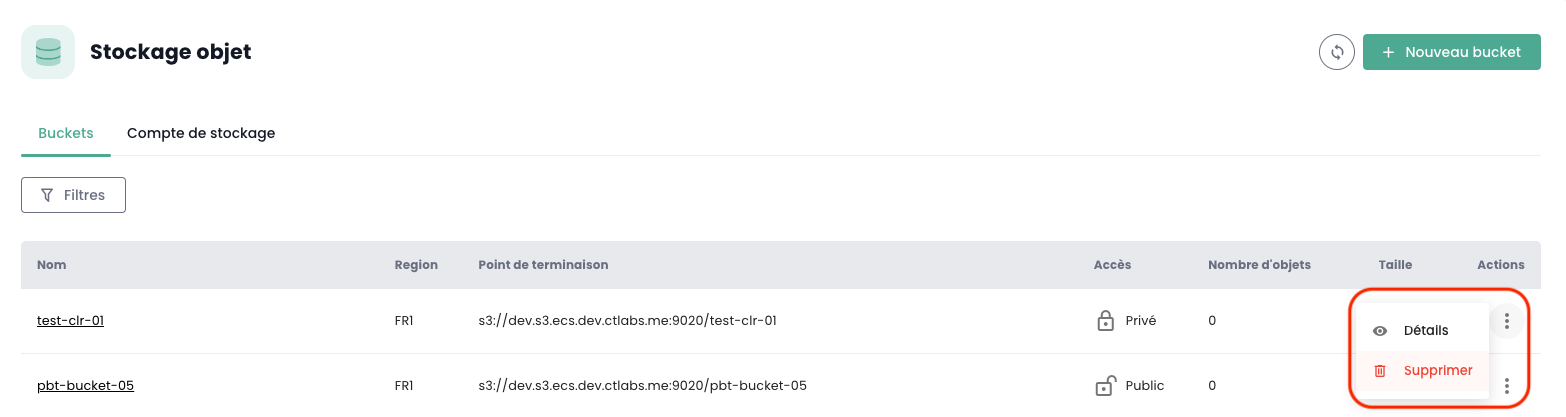 Stockage objet
Nouveau bucket
Buckets Compte de stockage
Filtres
Nom Region Point de terminaison Accès Nombre d'objets Taille Actions
test-clr-01 FR1 s3://dev.s3.ecs.dev.ctlabs.me:9020/test-clr-01 Privé 0
Détails
Supprimer
pbt-bucket-05 FR1 s3://dev.s3.ecs.dev.ctlabs.me:9020/pbt-bucket-05 Public 0